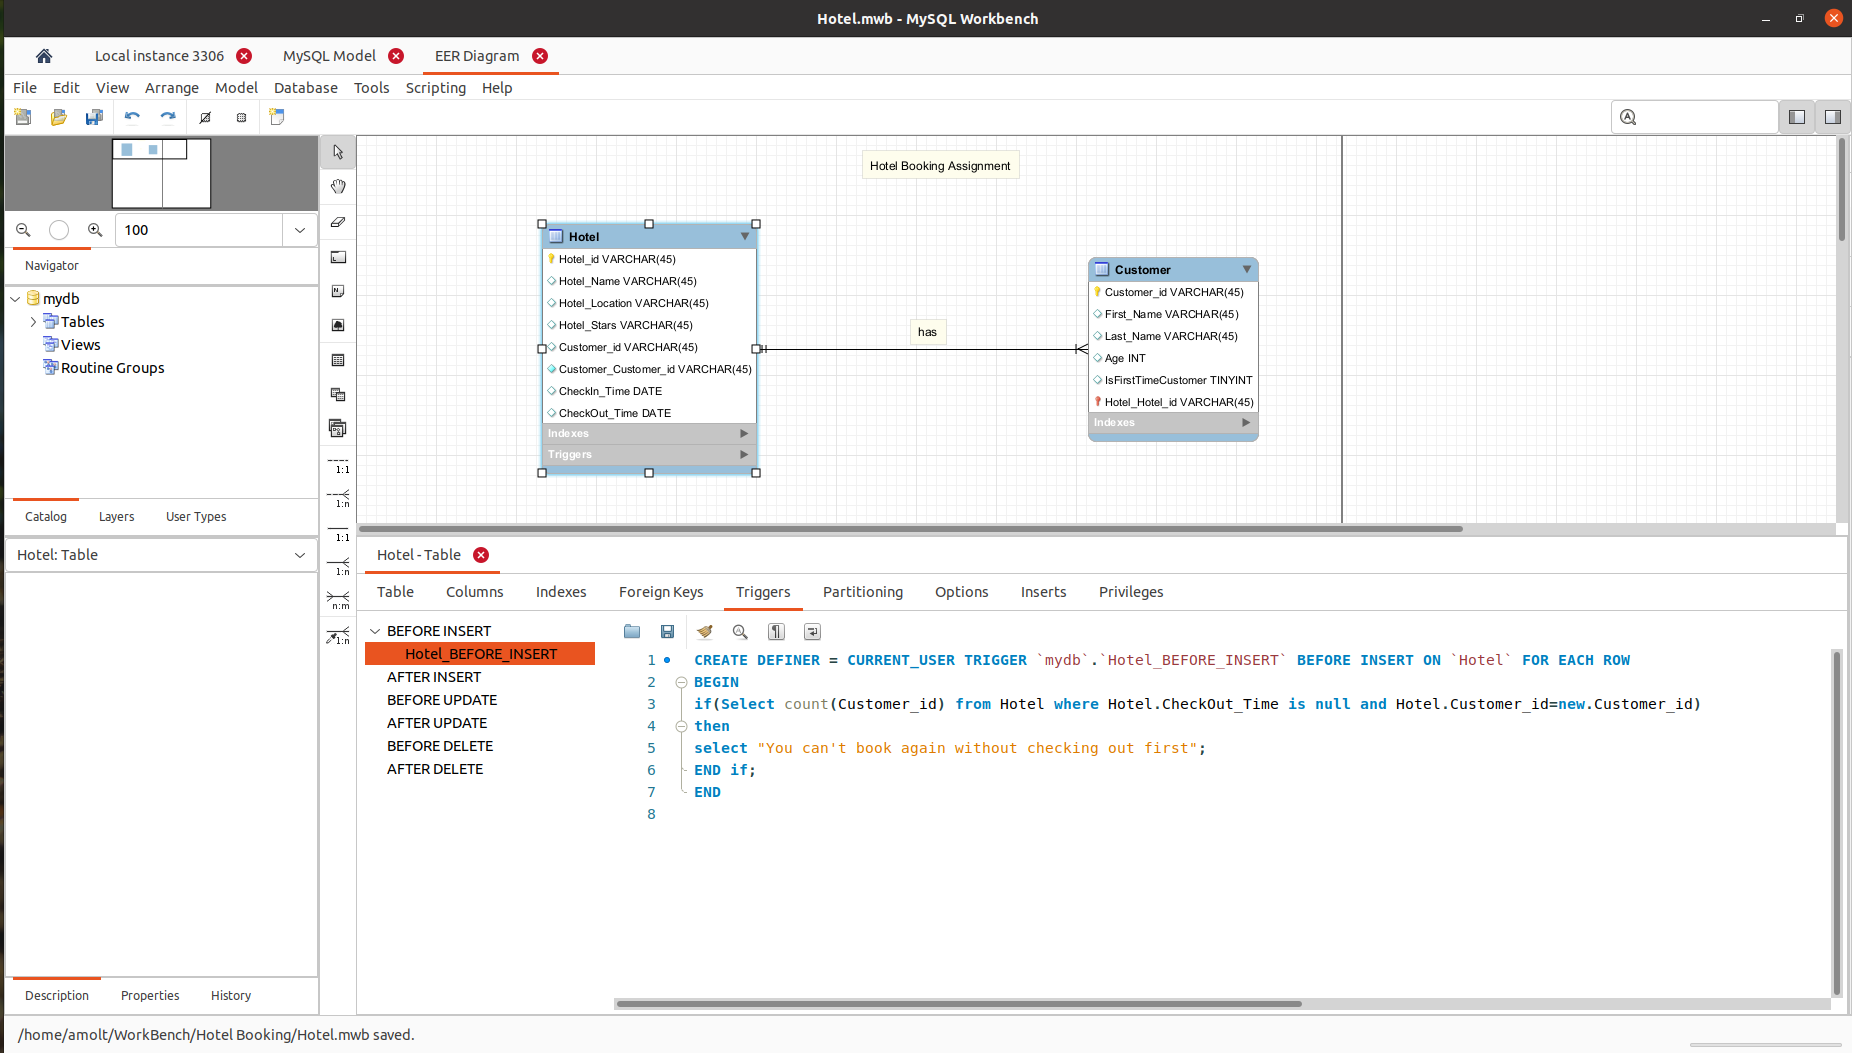 Hotel.mwb - MySQL Workbench
Local instance 3306
MySQL Model
EER Diagram
File Edit View Arrange Model Database Tools Scripting Help
100
Navigator
mydb
Tables
Views
Routine Groups
Catalog Layers User Types
Hotel: Table
Description Properties History
1:1
1:n
1:1
1:n
n:m
1:n
Hotel Booking Assignment
Hotel
Hotel_id VARCHAR(45)
Hotel_Name VARCHAR(45)
Hotel_Location VARCHAR(45)
Hotel_Stars VARCHAR(45)
Customer_id VARCHAR(45)
Customer_Customer_id VARCHAR(45)
CheckIn_Time DATE
CheckOut_Time DATE
Indexes
Triggers
has
Customer
Customer_id VARCHAR(45)
First_Name VARCHAR(45)
Last_Name VARCHAR(45)
Age INT
IsFirstTimeCustomer TINYINT
Hotel_Hotel_id VARCHAR(45)
Indexes
Hotel - Table
Table Columns Indexes Foreign Keys Triggers Partitioning Options Inserts Privileges
BEFORE INSERT
Hotel_BEFORE_INSERT
AFTER INSERT
BEFORE UPDATE
AFTER UPDATE
BEFORE DELETE
AFTER DELETE
1 CREATE DEFINER = CURRENT_USER TRIGGER `mydb`.`Hotel_BEFORE_INSERT` BEFORE INSERT ON `Hotel` FOR EACH ROW
2 BEGIN
3 if(Select count(Customer_id) from Hotel where Hotel.CheckOut_Time is null and Hotel.Customer_id=new.Customer_id)
4 then
5 select "You can't book again without checking out first";
6 END if;
7 END
8
/home/amolt/WorkBench/Hotel Booking/Hotel.mwb saved.